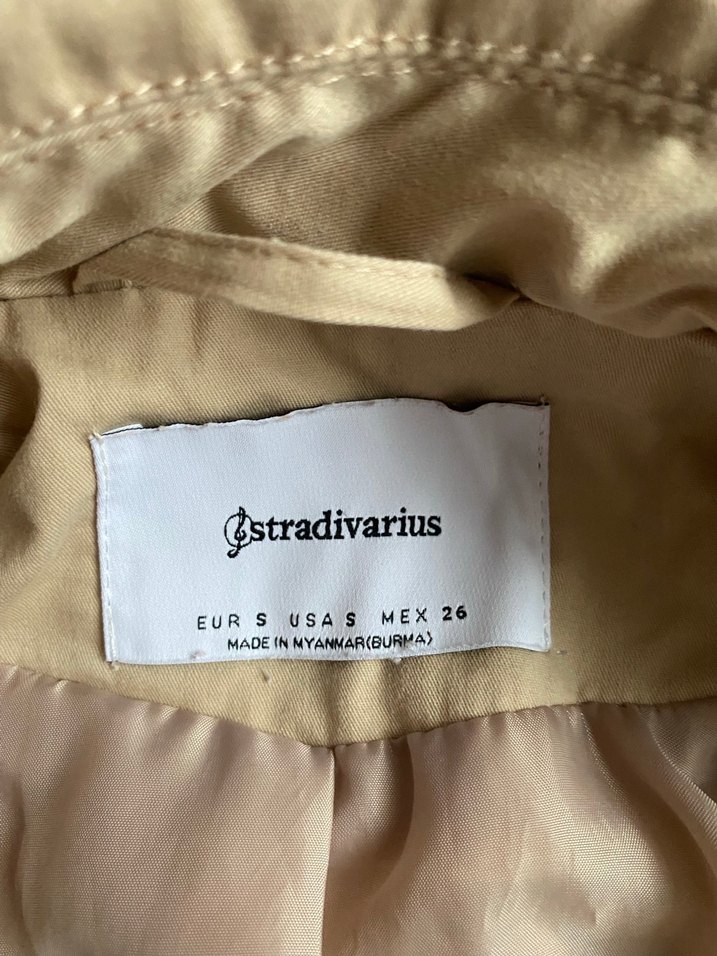 stradivarius
EUR S USA S MEX 26
MADE IN MYANMAR(BURMA)